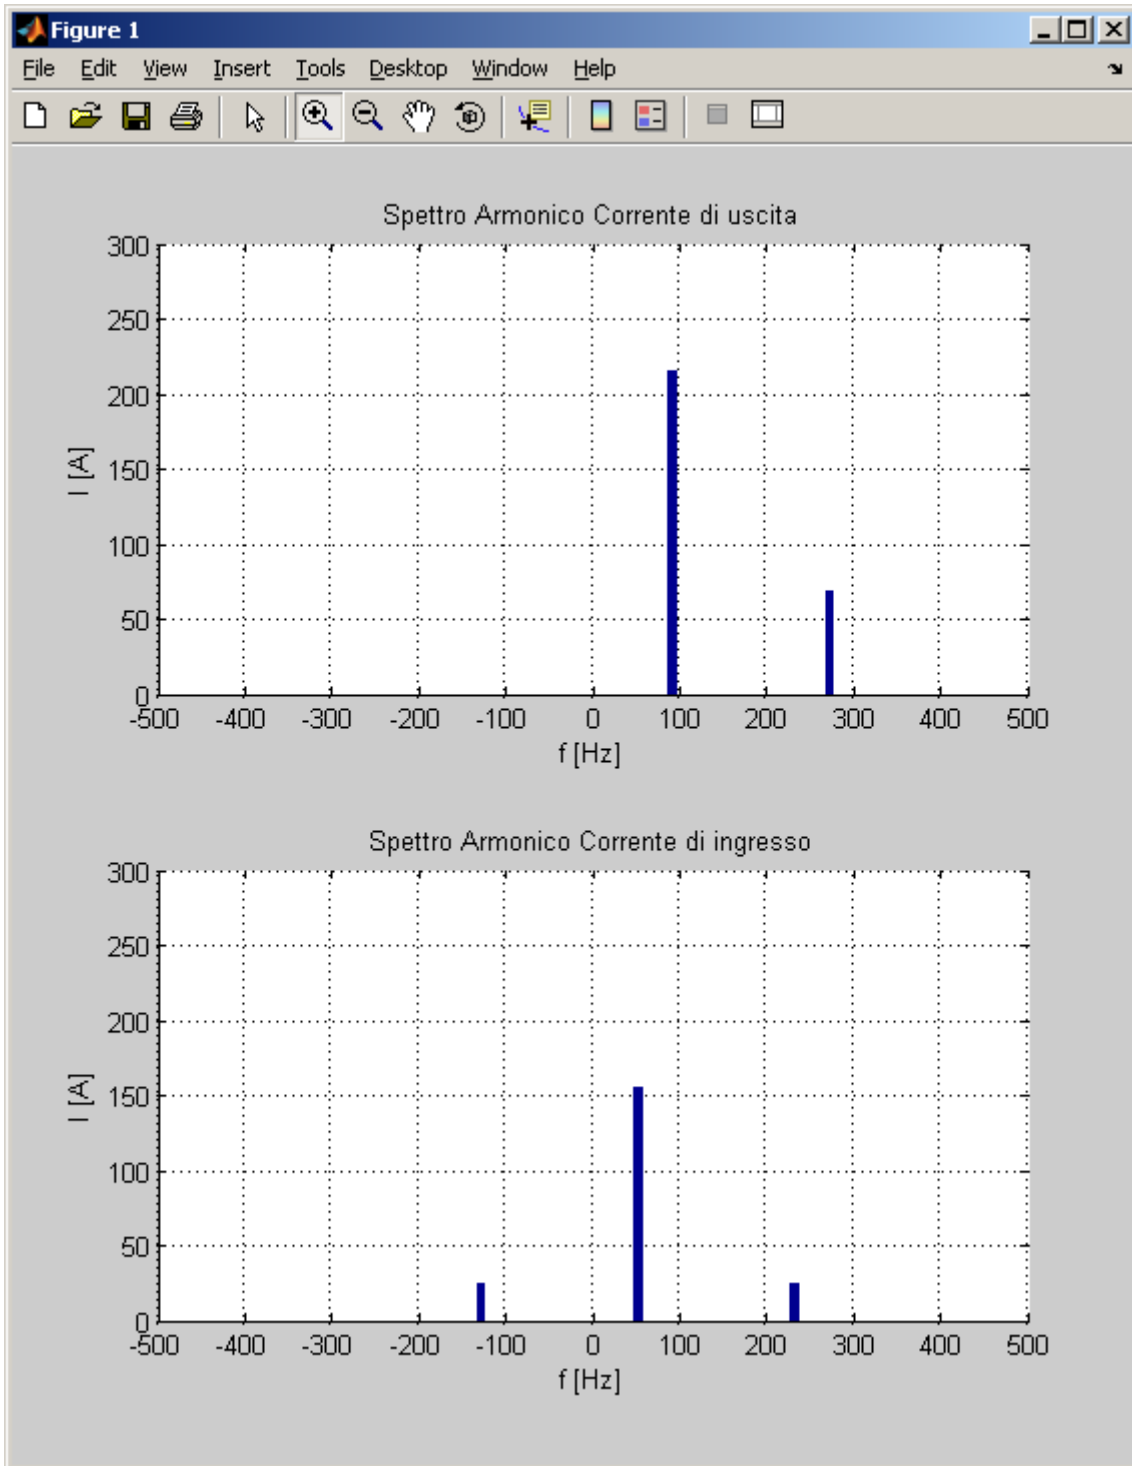 Figure 1
File Edit View Insert Tools Desktop Window Help
Spettro Armonico Corrente di uscita
300
250
200
150
100
50
0
I [A]
-500 -400 -300 -200 -100 0 100 200 300 400 500
f [Hz]
Spettro Armonico Corrente di ingresso
300
250
200
150
100
50
0
I [A]
-500 -400 -300 -200 -100 0 100 200 300 400 500
f [Hz]